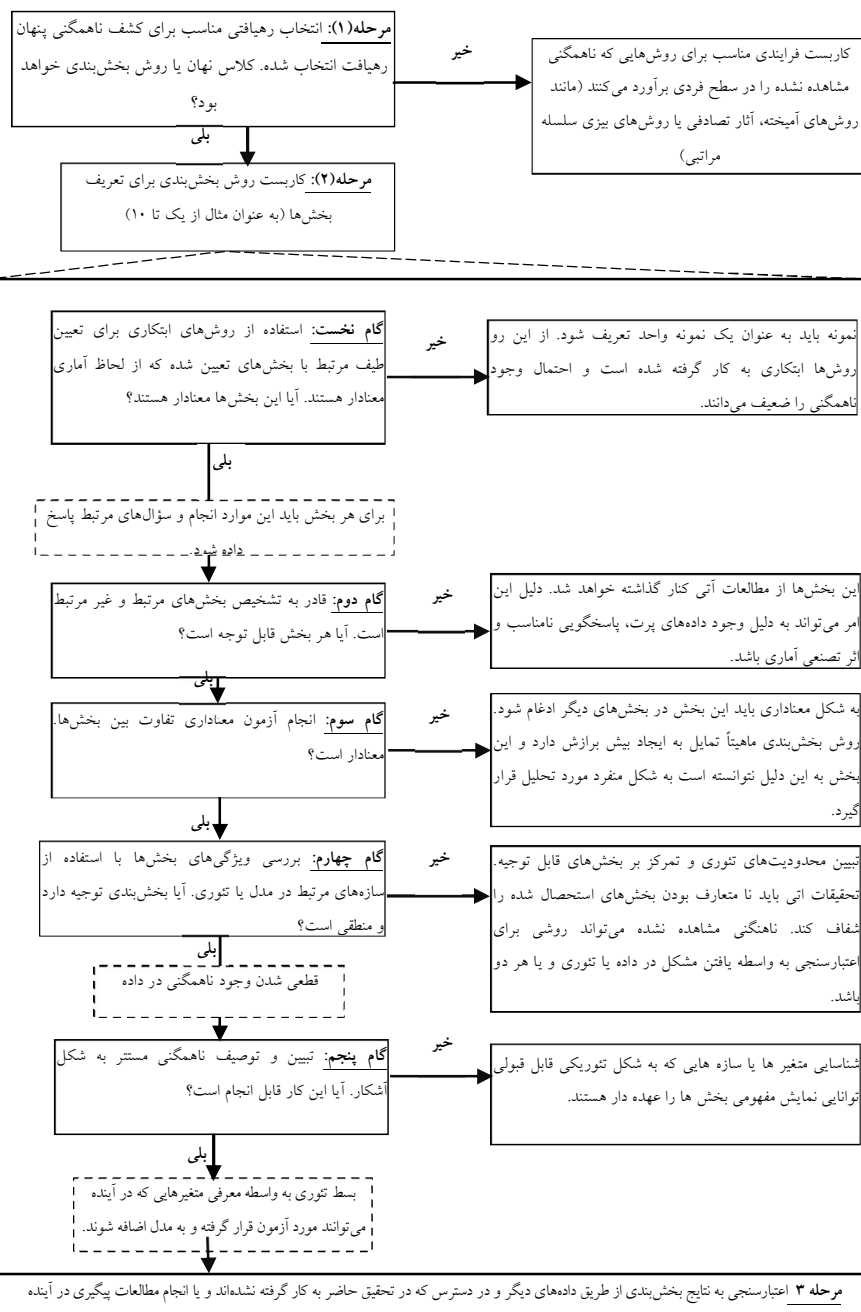 مرحله(۱): انتخاب رهیافتی مناسب برای کشف ناهمگنی پنهان
رهیافت انتخاب شده. کلاس نهان یا روش بخش‌بندی خواهد
بود؟
خیر
کاربست فرایندی مناسب برای روش‌هایی که ناهمگنی
مشاهده نشده را در سطح فردی برآورد می‌کنند (مانند
روش‌های آمیخته، آثار تصادفی یا روش‌های بیزی سلسله
مراتبی)
بلی
مرحله(۲): کاربست روش بخش‌بندی برای تعریف
بخش‌ها (به عنوان مثال از یک تا ۱۰)
گام نخست: استفاده از روش‌های ابتکاری برای تعیین
طیف مرتبط با بخش‌های تعیین شده که از لحاظ آماری
معنادار هستند. آیا این بخش‌ها معنادار هستند؟
خیر
نمونه باید به عنوان یک نمونه واحد تعریف شود. از این رو
روش‌ها ابتکاری به کار گرفته شده است و احتمال وجود
ناهمگنی را ضعیف می‌دانند.
بلی
برای هر بخش باید این موارد انجام و سؤال‌های مرتبط پاسخ
داده شود.
گام دوم: قادر به تشخیص بخش‌های مرتبط و غیر مرتبط
است. آیا هر بخش قابل توجه است؟
خیر
این بخش‌ها از مطالعات آتی کنار گذاشته خواهد شد. دلیل این
امر می‌تواند به دلیل وجود داده‌های پرت، پاسخگویی نامناسب و
اثر تصنعی آماری باشد.
بلی
گام سوم: انجام آزمون معناداری تفاوت بین بخش‌ها.
معنادار است؟
خیر
به شکل معناداری باید این بخش در بخش‌های دیگر ادغام شود.
روش بخش‌بندی ماهیتاً تمایل به ایجاد بیش برازش دارد و این
بخش به این دلیل نتوانسته است به شکل منفرد مورد تحلیل قرار
گیرد.
بلی
گام چهارم: بررسی ویژگی‌های بخش‌ها با استفاده از
سازه‌های مرتبط در مدل یا تئوری. آیا بخش‌بندی توجیه دارد
و منطقی است؟
خیر
تبیین محدودیت‌های تئوری و تمرکز بر بخش‌های قابل توجیه.
تحقیقات اتی باید نا متعارف بودن بخش‌های استحصال شده را
شفاف کند. ناهنگنی مشاهده نشده می‌تواند روشی برای
اعتبارسنجی به واسطه یافتن مشکل در داده یا تئوری و یا هر دو
باشد.
بلی
قطعی شدن وجود ناهمگنی در داده
گام پنجم: تبیین و توصیف ناهمگنی مستتر به شکل
آشکار. آیا این کار قابل انجام است؟
خیر
شناسایی متغیر ها یا سازه هایی که به شکل تئوریکی قابل قبولی
توانایی نمایش مفهومی بخش ها را عهده دار هستند.
بلی
بسط تئوری به واسطه معرفی متغیرهایی که در آینده
می‌توانند مورد آزمون قرار گرفته و به مدل اضافه شوند.
مرحله ۳ اعتبارسنجی به نتایج بخش‌بندی از طریق داده‌های دیگر و در دسترس که در تحقیق حاضر به کار گرفته نشده‌اند و یا انجام مطالعات پیگیری در آینده